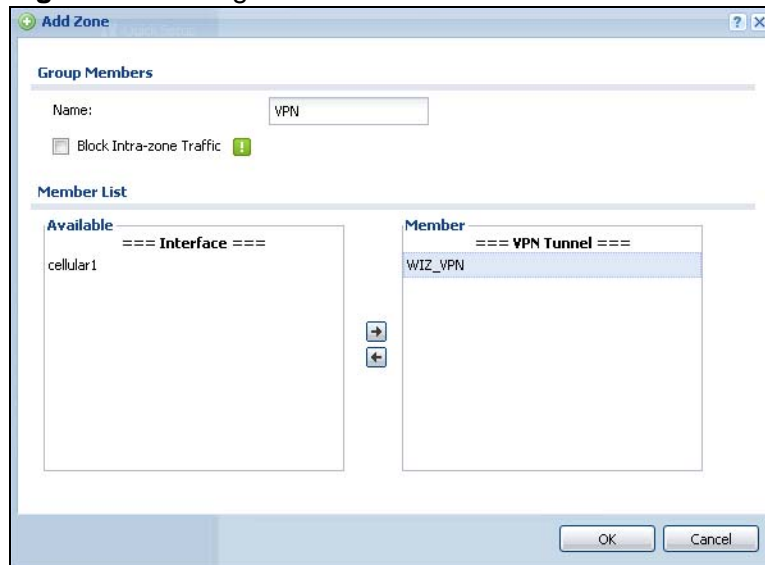 Add Zone
Group Members
Name: VPN
Block Intra-zone Traffic
Member List
Available
=== Interface ===
cellular1
Member
=== VPN Tunnel ===
WIZ_VPN
OK Cancel